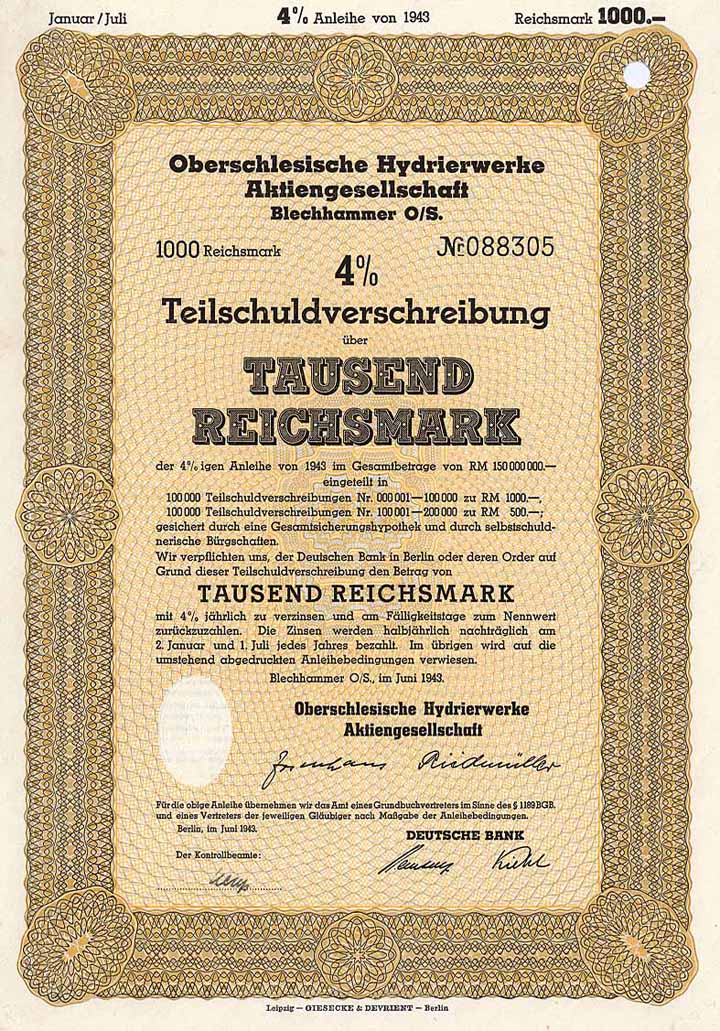 Januar/Juli 4% Anleihe von 1943 Reichsmark 1000.—
Oberschlesische Hydrierwerke
Aktiengesellschaft
Blechhammer O/S.
1000 Reichsmark № 088305
4%
Teilschuldverschreibung
über
TAUSEND
REICHSMARK
der 4%igen Anleihe von 1943 im Gesamtbetrage von RM 150 000 000.—
eingeteilt in
100 000 Teilschuldverschreibungen Nr. 000 001—100 000 zu RM 1000.—,
100 000 Teilschuldverschreibungen Nr. 100 001—200 000 zu RM 500.—;
gesichert durch eine Gesamtsicherungshypothek und durch selbstschuld-
nerische Bürgschaften.
Wir verpflichten uns, der Deutschen Bank in Berlin oder deren Order auf
Grund dieser Teilschuldverschreibung den Betrag von
TAUSEND REICHSMARK
mit 4% jährlich zu verzinsen und am Fälligkeitstage zum Nennwert
zurückzuzahlen. Die Zinsen werden halbjährlich nachträglich am
2. Januar und 1. Juli jedes Jahres bezahlt. Im übrigen wird auf die
umstehend abgedruckten Anleihebedingungen verwiesen.
Blechhammer O/S., im Juni 1943.
Oberschlesische Hydrierwerke
Aktiengesellschaft
Riedmüller
Für die obige Anleihe übernehmen wir das Amt eines Grundbuchvertreters im Sinne des § 1189 BGB.
und eines Vertreters der jeweiligen Gläubiger nach Maßgabe der Anleihebedingungen.
Berlin, im Juni 1943.
DEUTSCHE BANK
Der Kontrollbeamte:
Leipzig — GIESECKE & DEVRIENT — Berlin